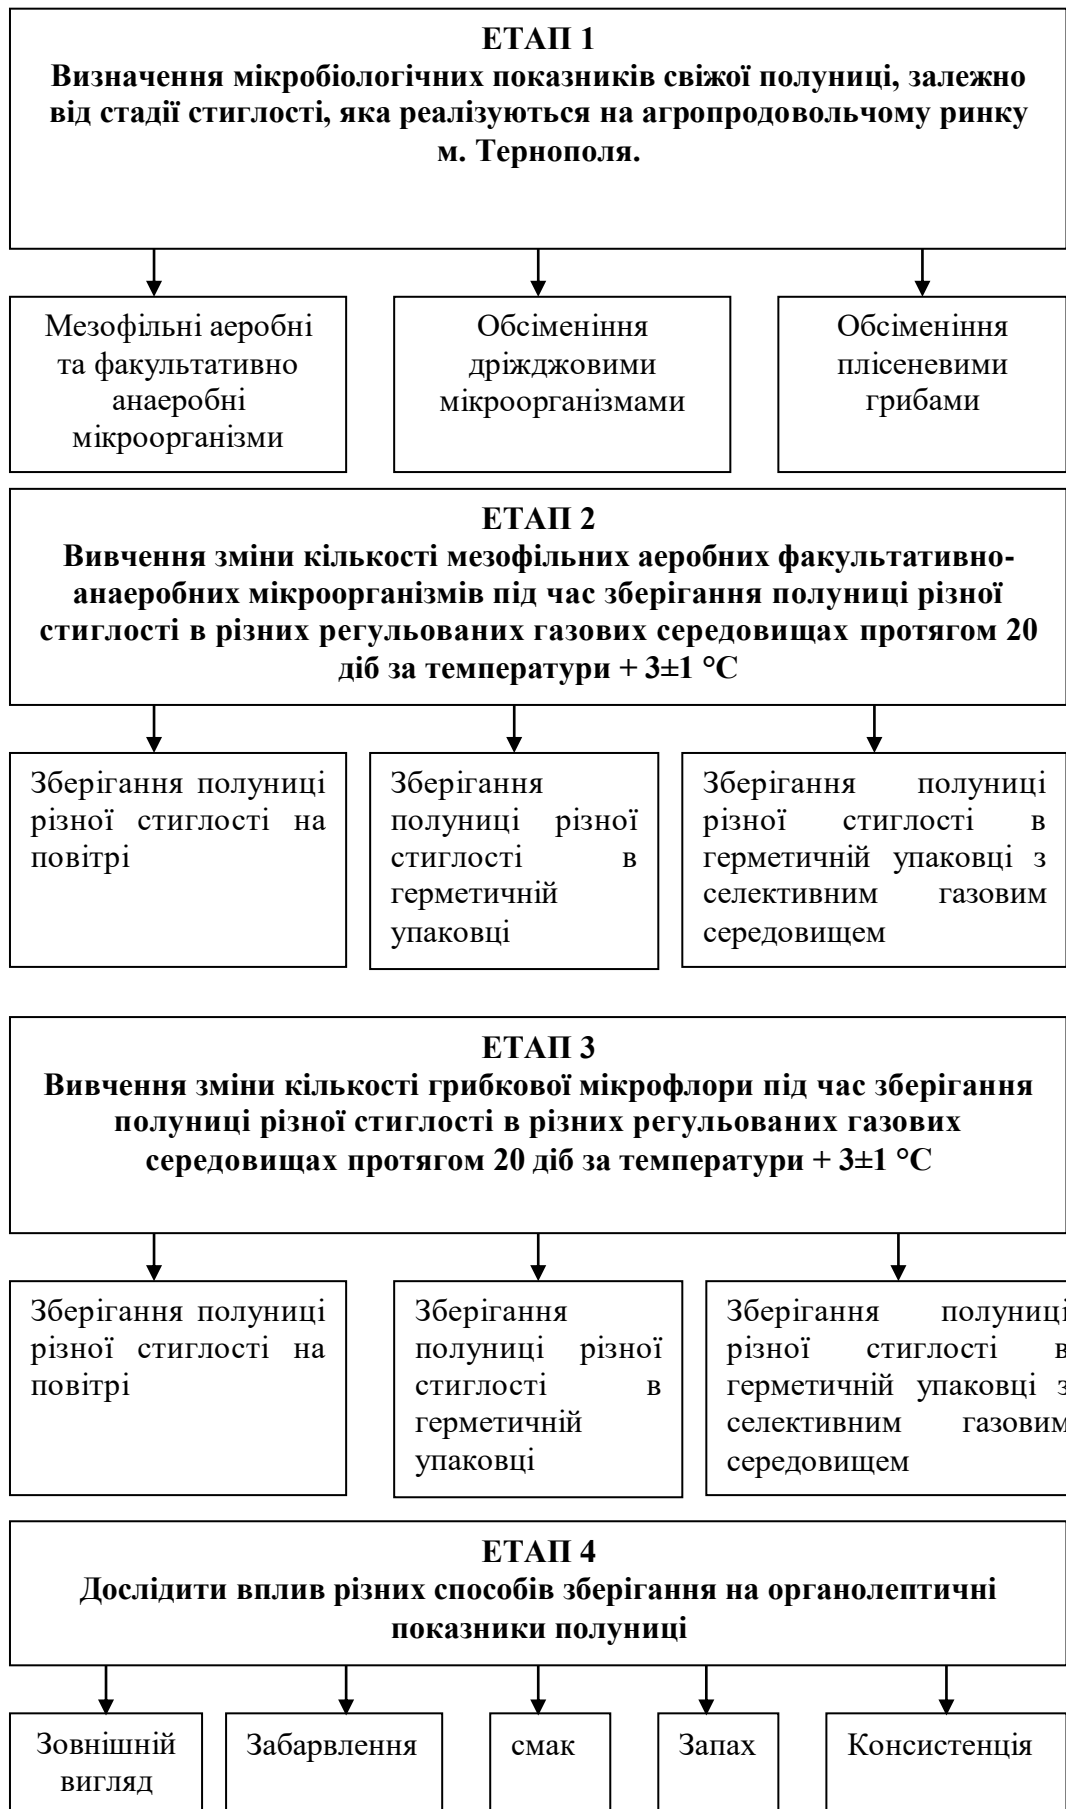 ЕТАП 1
Визначення мікробіологічних показників свіжої полуниці, залежно
від стадії стиглості, яка реалізуються на агропродовольчому ринку
м. Тернополя.
Мезофільні аеробні
та факультативно
анаеробні
мікроорганізми
Обсіменіння
дріжджовими
мікроорганізмами
Обсіменіння
плісеневими
грибами
ЕТАП 2
Вивчення зміни кількості мезофільних аеробних факультативно-
анаеробних мікроорганізмів під час зберігання полуниці різної
стиглості в різних регульованих газових середовищах протягом 20
діб за температури + 3±1 °С
Зберігання полуниці
різної стиглості на
повітрі
Зберігання
полуниці різної
стиглості в
герметичній
упаковці
Зберігання полуниці
різної стиглості в
герметичній упаковці з
селективним газовим
середовищем
ЕТАП 3
Вивчення зміни кількості грибкової мікрофлори під час зберігання
полуниці різної стиглості в різних регульованих газових
середовищах протягом 20 діб за температури + 3±1 °С
Зберігання полуниці
різної стиглості на
повітрі
Зберігання
полуниці різної
стиглості в
герметичній
упаковці
Зберігання полуниці
різної стиглості в
герметичній упаковці з
селективним газовим
середовищем
ЕТАП 4
Дослідити вплив різних способів зберігання на органолептичні
показники полуниці
Зовнішній
вигляд
Забарвлення
смак
Запах
Консистенція